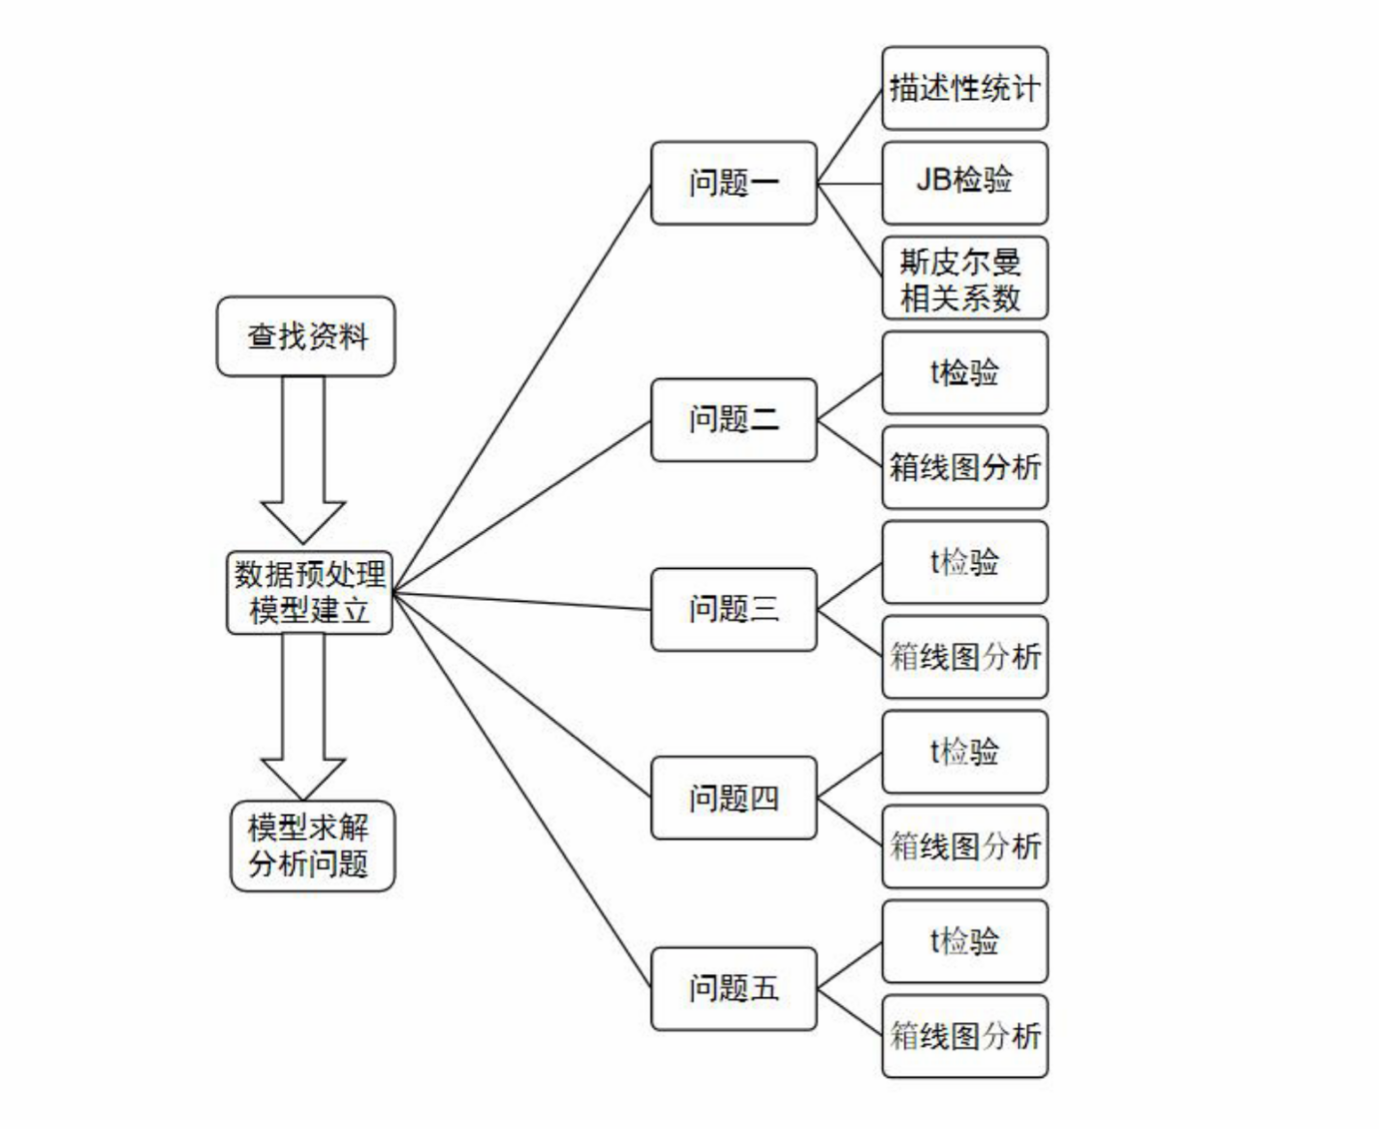 查找资料
数据预处理
模型建立
模型求解
分析问题
问题一
描述性统计
JB检验
斯皮尔曼
相关系数
问题二
t检验
箱线图分析
问题三
t检验
箱线图分析
问题四
t检验
箱线图分析
问题五
t检验
箱线图分析